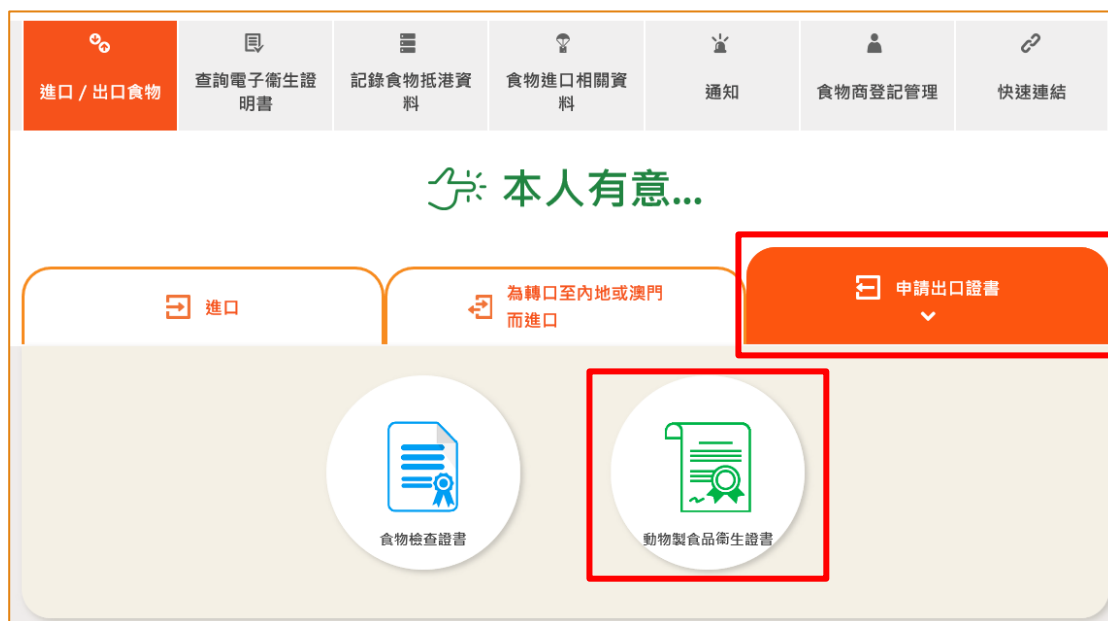 進口 / 出口食物
查詢電子衞生證
明書
記錄食物抵港資
料
食物進口相關資
料
通知
食物商登記管理
快速連結
本人有意...
進口
為轉口至內地或澳門
而進口
申請出口證書
食物檢查證書
動物製食品衞生證書